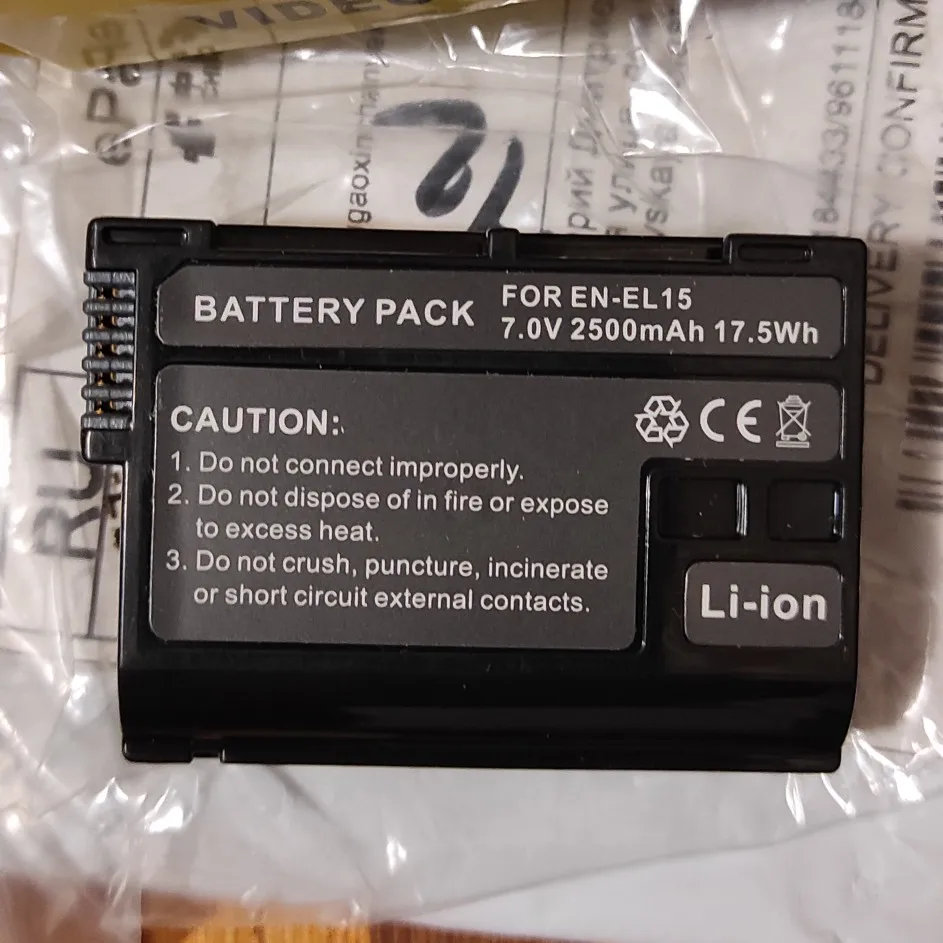 VIDEO
BATTERY PACK
FOR EN-EL15
7.0V 2500mAh 17.5Wh
CAUTION:
CE
1. Do not connect improperly.
2. Do not dispose of in fire or expose
to excess heat.
3. Do not crush, puncture, incinerate
or short circuit external contacts.
Li-ion
RU
DELIVERY CONFIRM